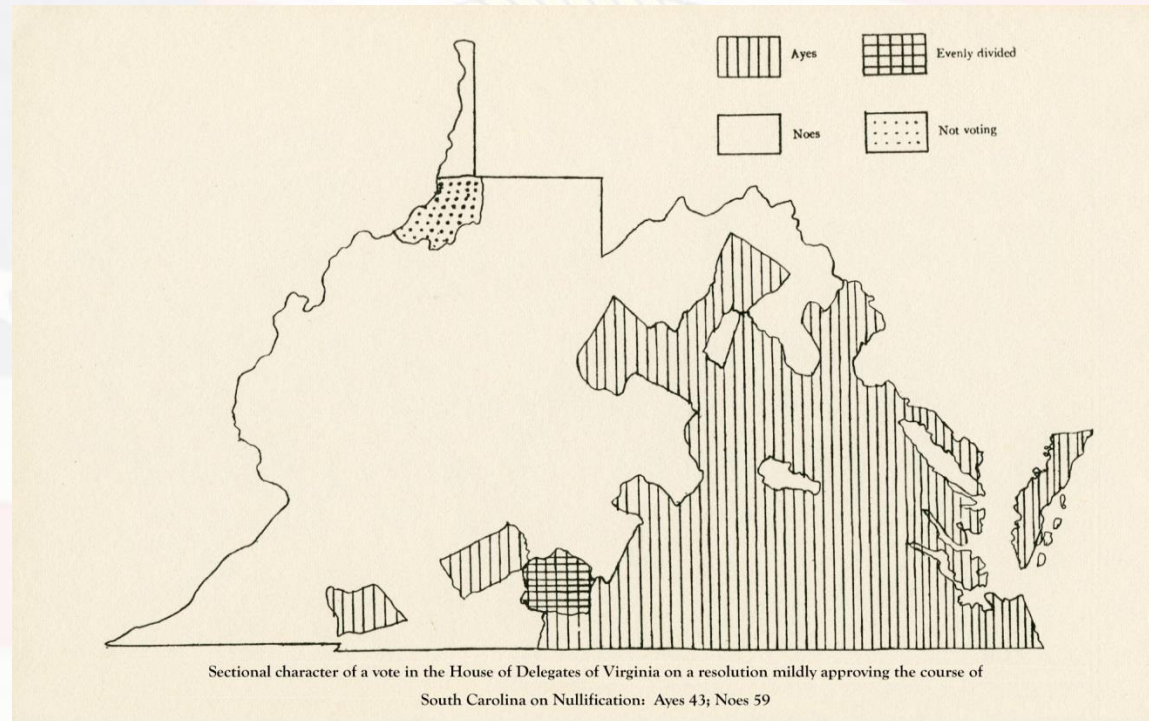 Ayes
Evenly divided
Noes
Not voting
Sectional character of a vote in the House of Delegates of Virginia on a resolution mildly approving the course of
South Carolina on Nullification: Ayes 43; Noes 59